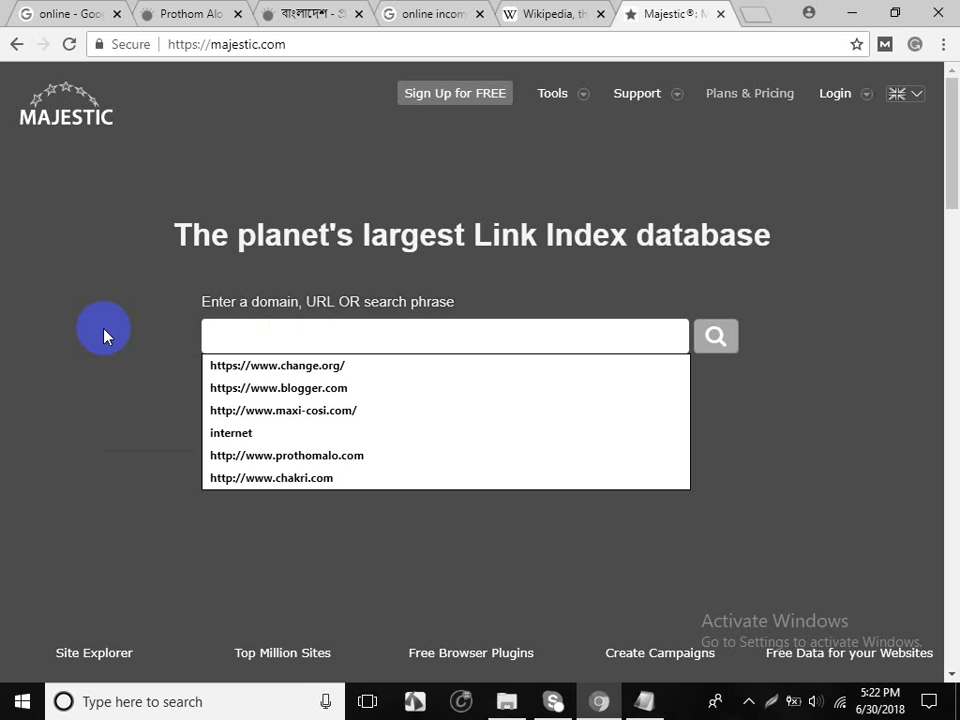 online - Goo
Prothom Alo
বাংলাদেশ - প্র
online incom
Wikipedia, th
Majestic®: M
Secure
https://majestic.com
MAJESTIC
Sign Up for FREE
Tools
Support
Plans & Pricing
Login
The planet's largest Link Index database
Enter a domain, URL OR search phrase
https://www.change.org/
https://www.blogger.com
http://www.maxi-cosi.com/
internet
http://www.prothomalo.com
http://www.chakri.com
Activate Windows
Go to Settings to activate Windows.
Site Explorer
Top Million Sites
Free Browser Plugins
Create Campaigns
Free Data for your Websites
Type here to search
5:22 PM
6/30/2018